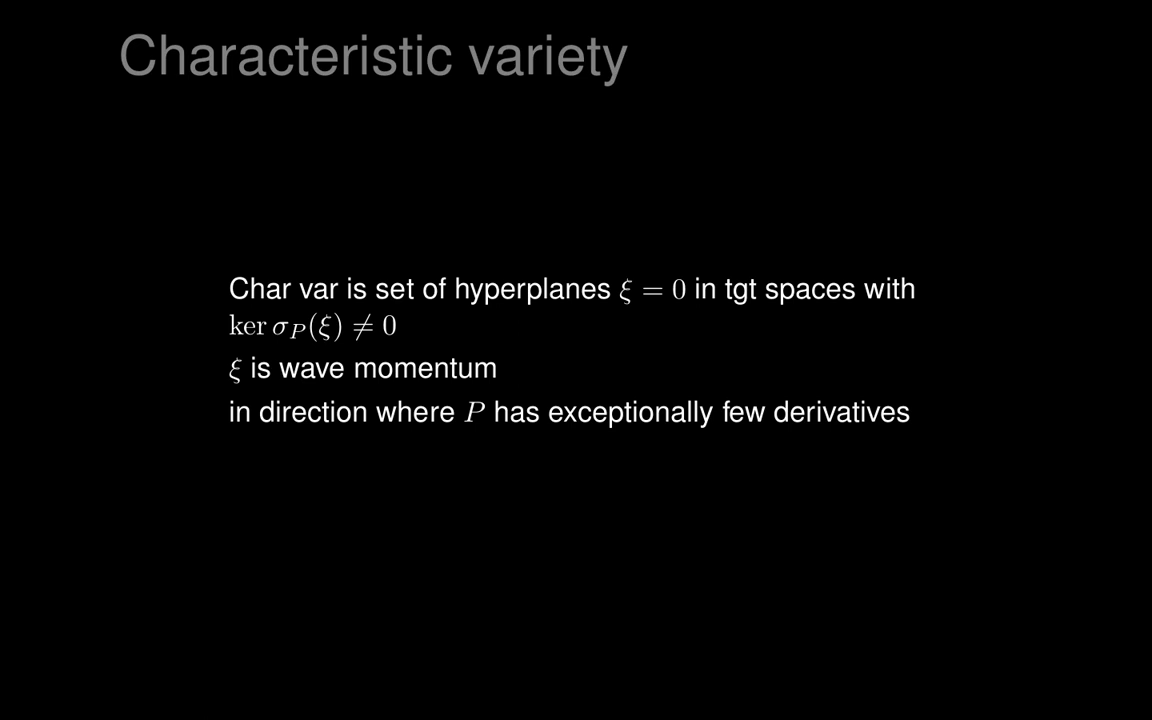 Characteristic variety
Char var is set of hyperplanes ξ = 0 in tgt spaces with
ker σ_P(ξ) ≠ 0
ξ is wave momentum
in direction where P has exceptionally few derivatives